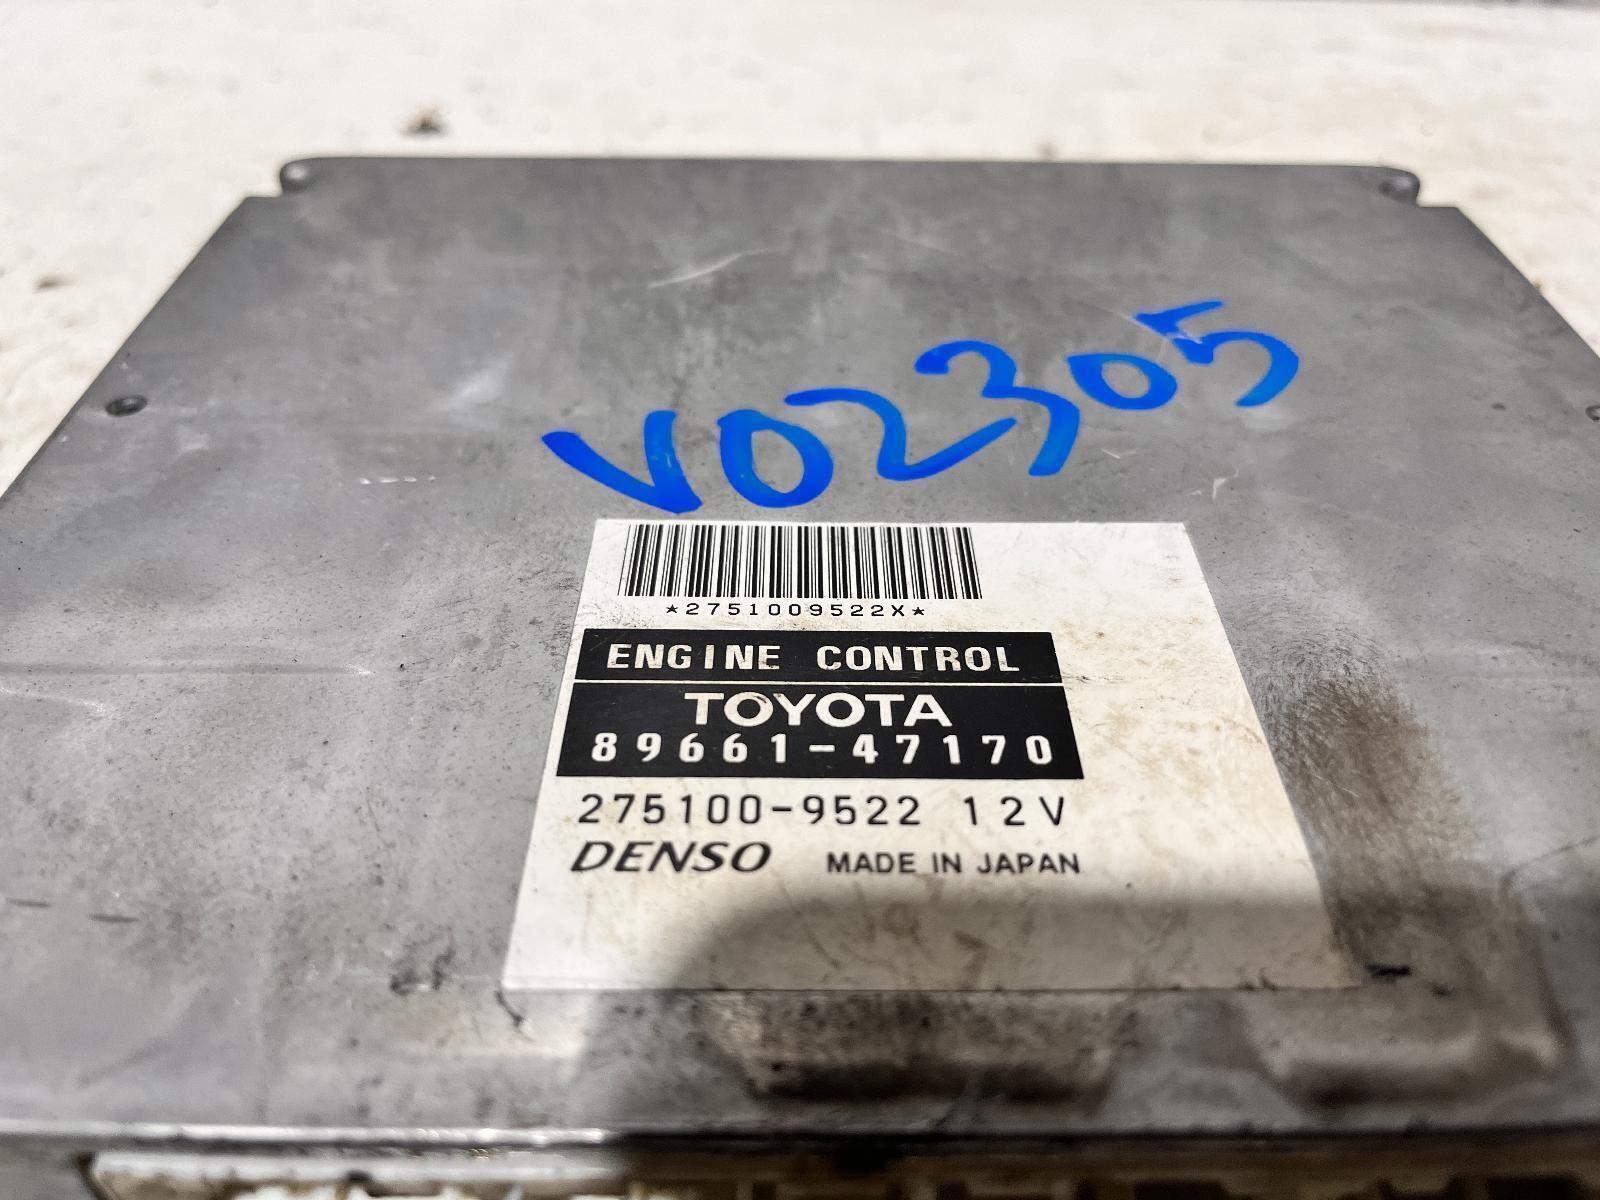 V02305
*2751009522X*
ENGINE CONTROL
TOYOTA
89661-47170
275100-9522 12V
DENSO MADE IN JAPAN